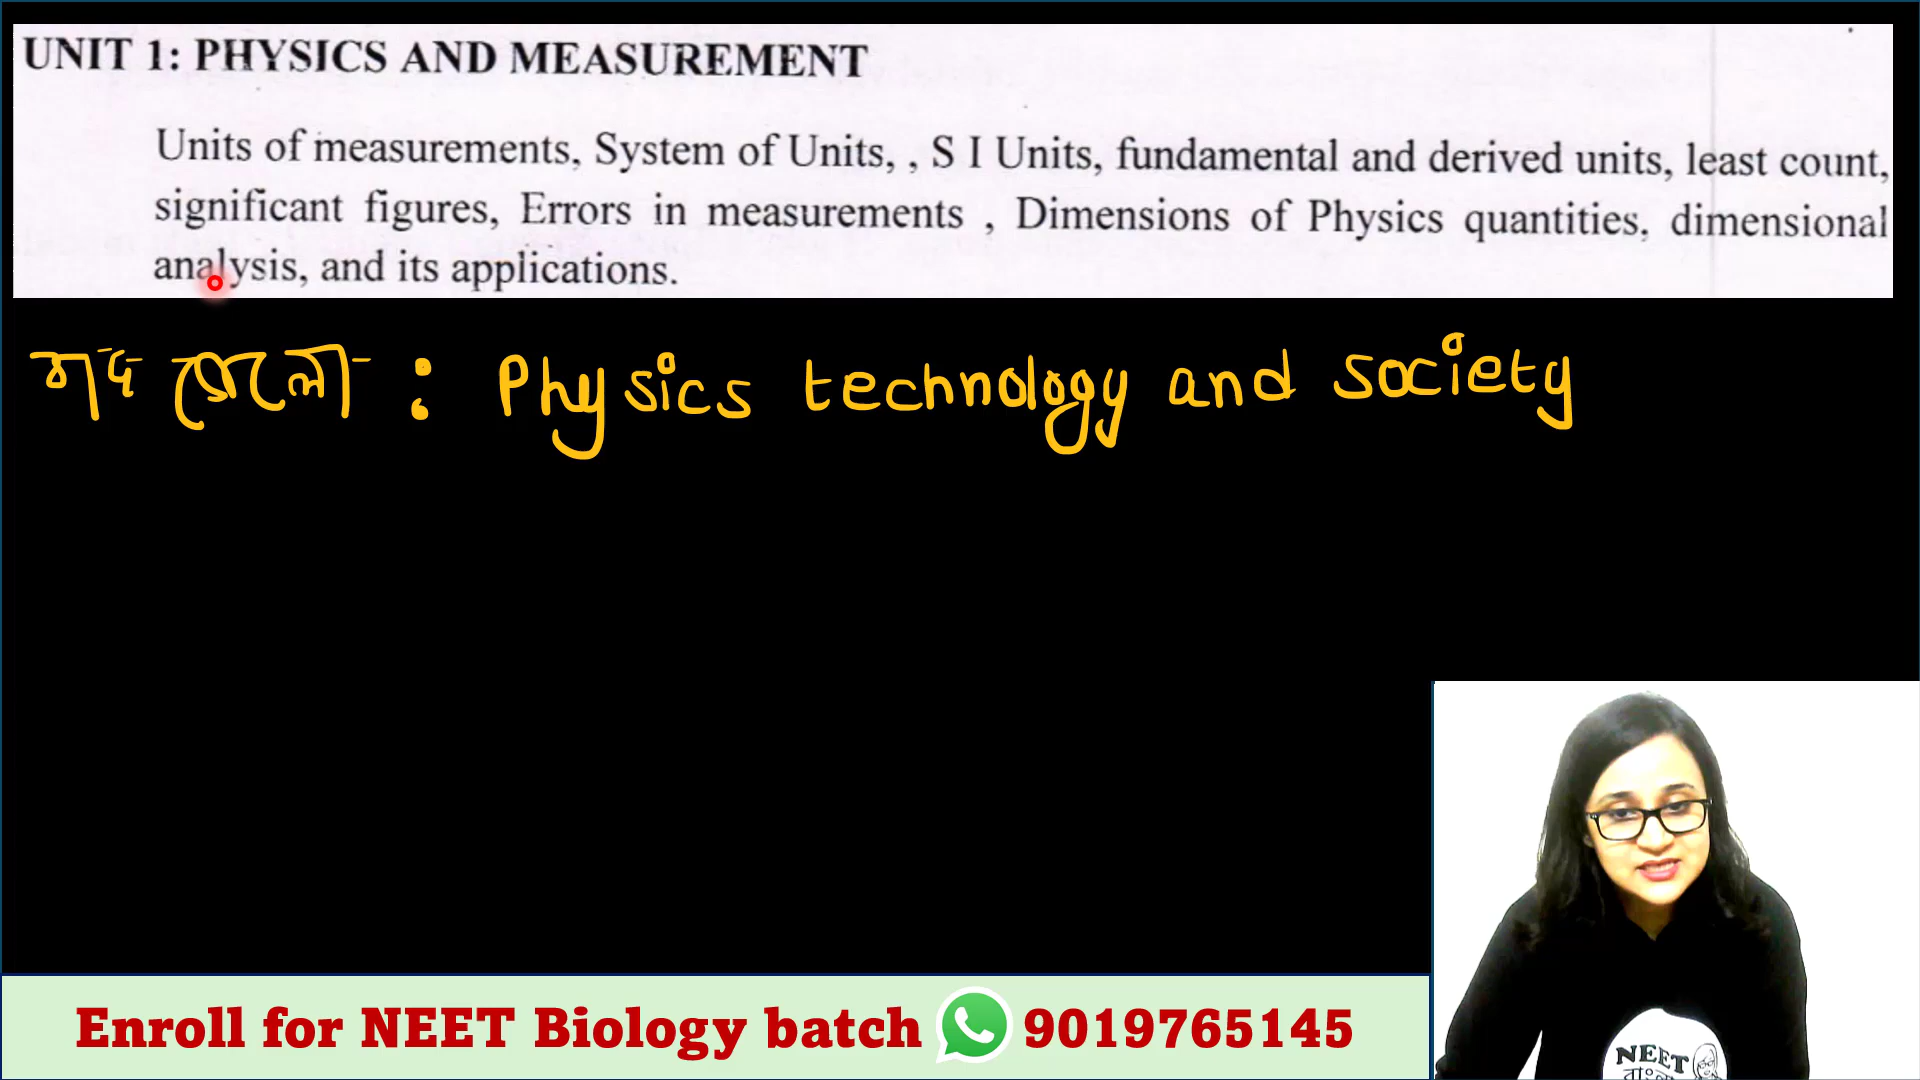 UNIT 1: PHYSICS AND MEASUREMENT
Units of measurements, System of Units, , S I Units, fundamental and derived units, least count,
significant figures, Errors in measurements , Dimensions of Physics quantities, dimensional
analysis, and its applications.
বাদ গেলো : Physics technology and society
Enroll for NEET Biology batch 9019765145
NEET
বাংলা